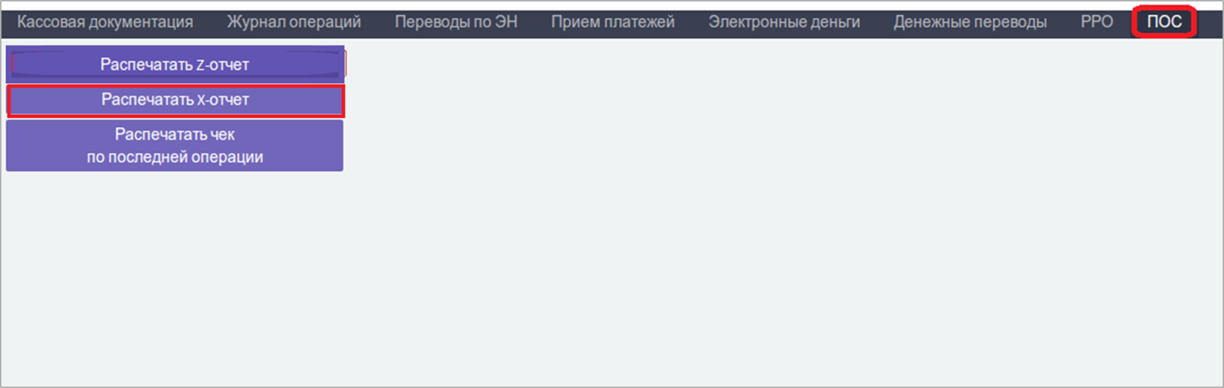 Кассовая документация Журнал операций Переводы по ЭН Прием платежей Электронные деньги Денежные переводы РРО ПОС
Распечатать Z-отчет
Распечатать X-отчет
Распечатать чек
по последней операции